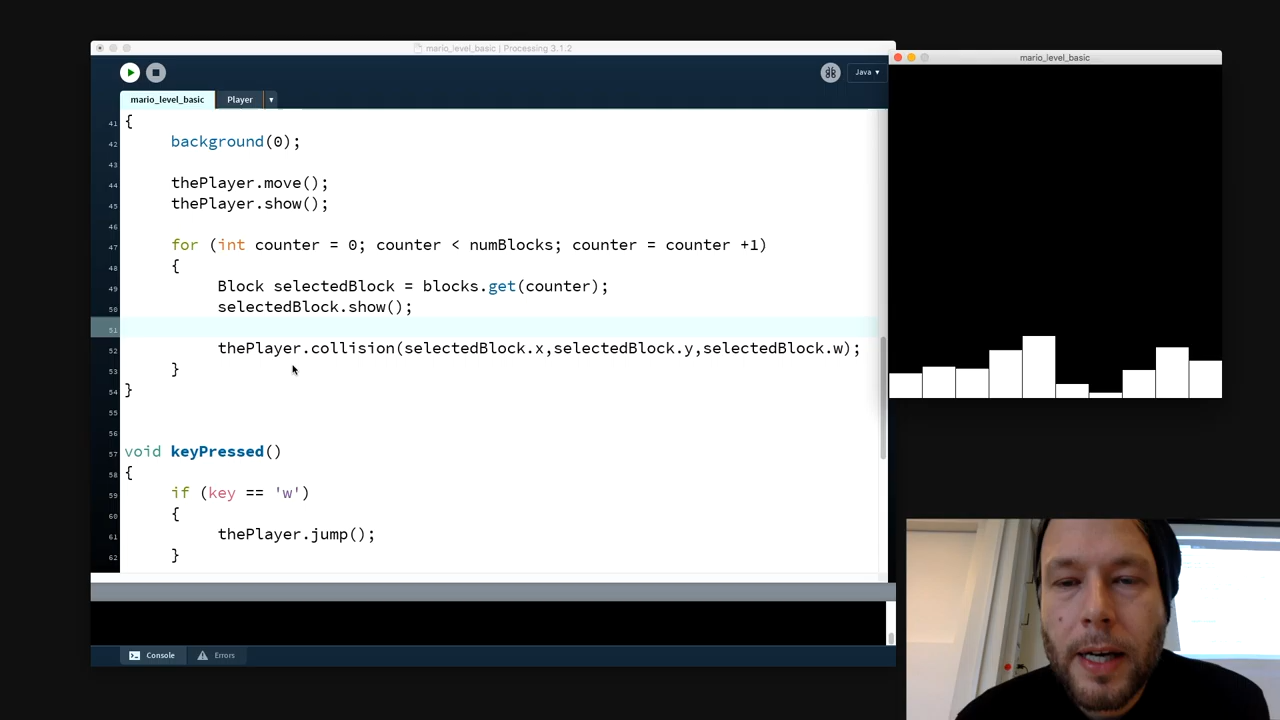 mario_level_basic | Processing 3.1.2
mario_level_basic
Java ▾
mario_level_basic Player ▾
41 {
42 background(0);
43
44 thePlayer.move();
45 thePlayer.show();
46
47 for (int counter = 0; counter < numBlocks; counter = counter +1)
48 {
49 Block selectedBlock = blocks.get(counter);
50 selectedBlock.show();
51
52 thePlayer.collision(selectedBlock.x,selectedBlock.y,selectedBlock.w);
53 }
54 }
55
56
57 void keyPressed()
58 {
59 if (key == 'w')
60 {
61 thePlayer.jump();
62 }
Console Errors